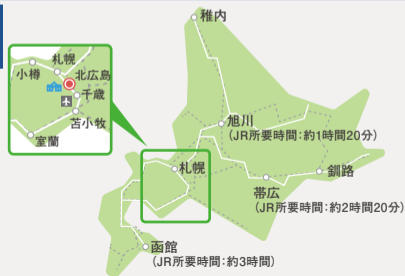 稚内
札幌
小樽
北広島
千歳
苫小牧
室蘭
旭川
（JR所要時間：約1時間20分）
札幌
釧路
帯広
（JR所要時間：約2時間20分）
函館
（JR所要時間：約3時間）